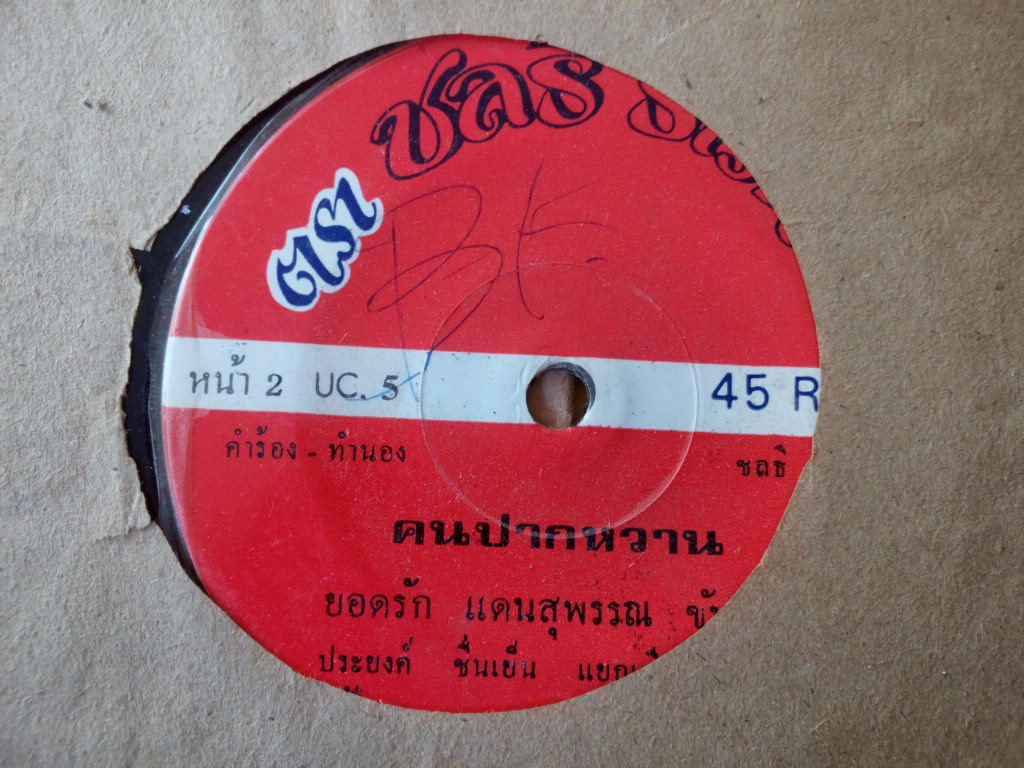 ตรา ชลธี
BK
หน้า 2 UC. 5
45 R
คำร้อง - ทำนอง ชลธี
คนปากหวาน
ยอดรัก แดนสุพรรณ
ประยงค์ ชื่นเย็น